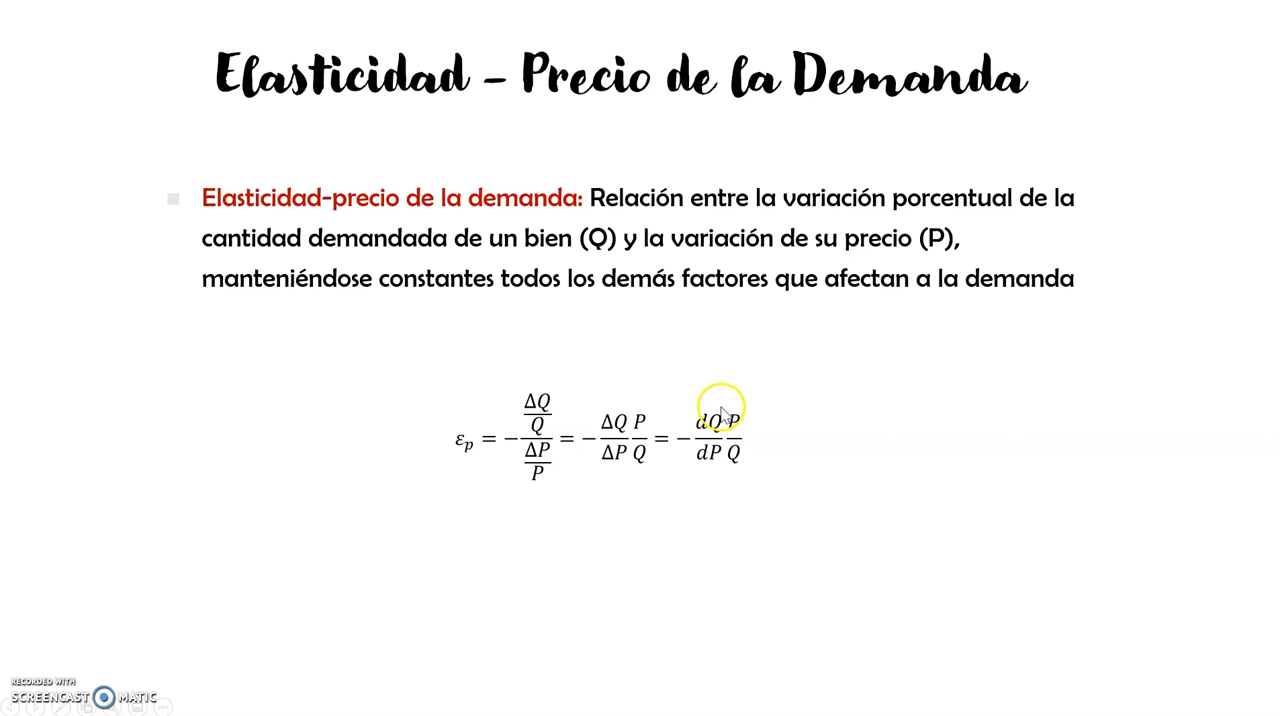 Elasticidad - Precio de la Demanda
Elasticidad-precio de la demanda: Relación entre la variación porcentual de la
cantidad demandada de un bien (Q) y la variación de su precio (P),
manteniéndose constantes todos los demás factores que afectan a la demanda
εₚ = − (ΔQ/Q)/(ΔP/P) = − ΔQ/ΔP P/Q = − dQ/dP P/Q
RECORDED WITH
SCREENCAST MATIC